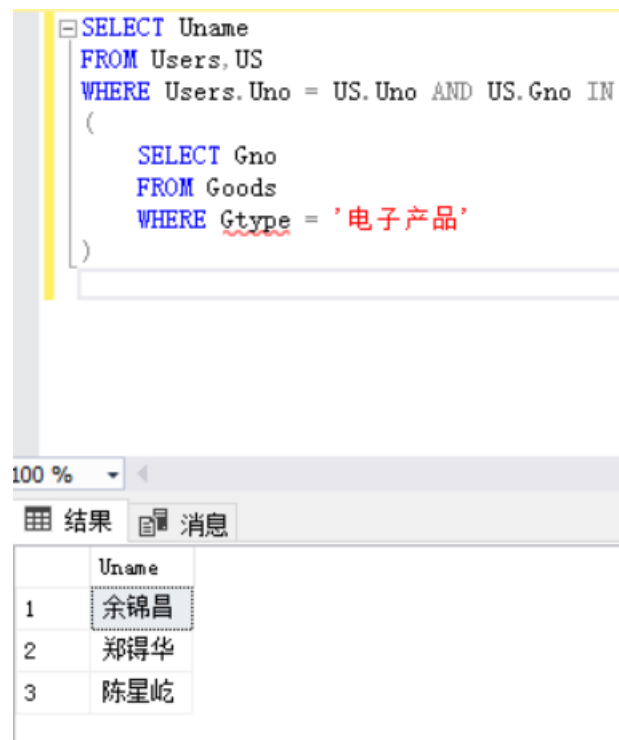 SELECT Uname
FROM Users,US
WHERE Users.Uno = US.Uno AND US.Gno IN
(
SELECT Gno
FROM Goods
WHERE Gtype = '电子产品'
)
100 %
结果 消息
Uname
1 余锦昌
2 郑得华
3 陈星屹